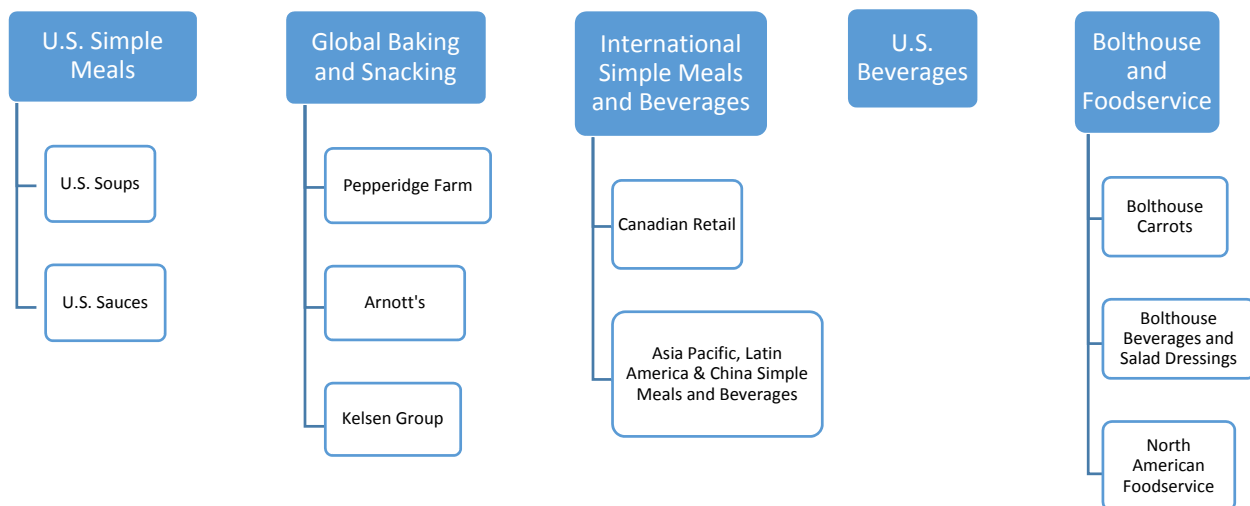 U.S. Simple
Meals
U.S. Soups
U.S. Sauces
Global Baking
and Snacking
Pepperidge Farm
Arnott's
Kelsen Group
International
Simple Meals
and Beverages
Canadian Retail
Asia Pacific, Latin
America & China Simple
Meals and Beverages
U.S.
Beverages
Bolthouse
and
Foodservice
Bolthouse
Carrots
Bolthouse
Beverages and
Salad Dressings
North
American
Foodservice